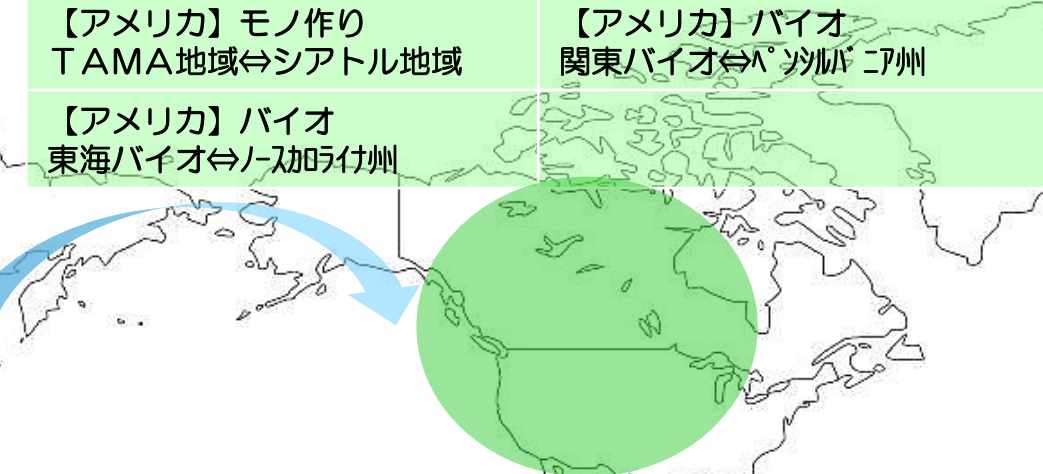 【アメリカ】モノ作り
ＴＡＭＡ地域⇔シアトル地域
【アメリカ】バイオ
関東バイオ⇔ﾍﾟﾝｼﾙﾊﾞﾆｱ州
【アメリカ】バイオ
東海バイオ⇔ﾉｰｽｶﾛﾗｲﾅ州